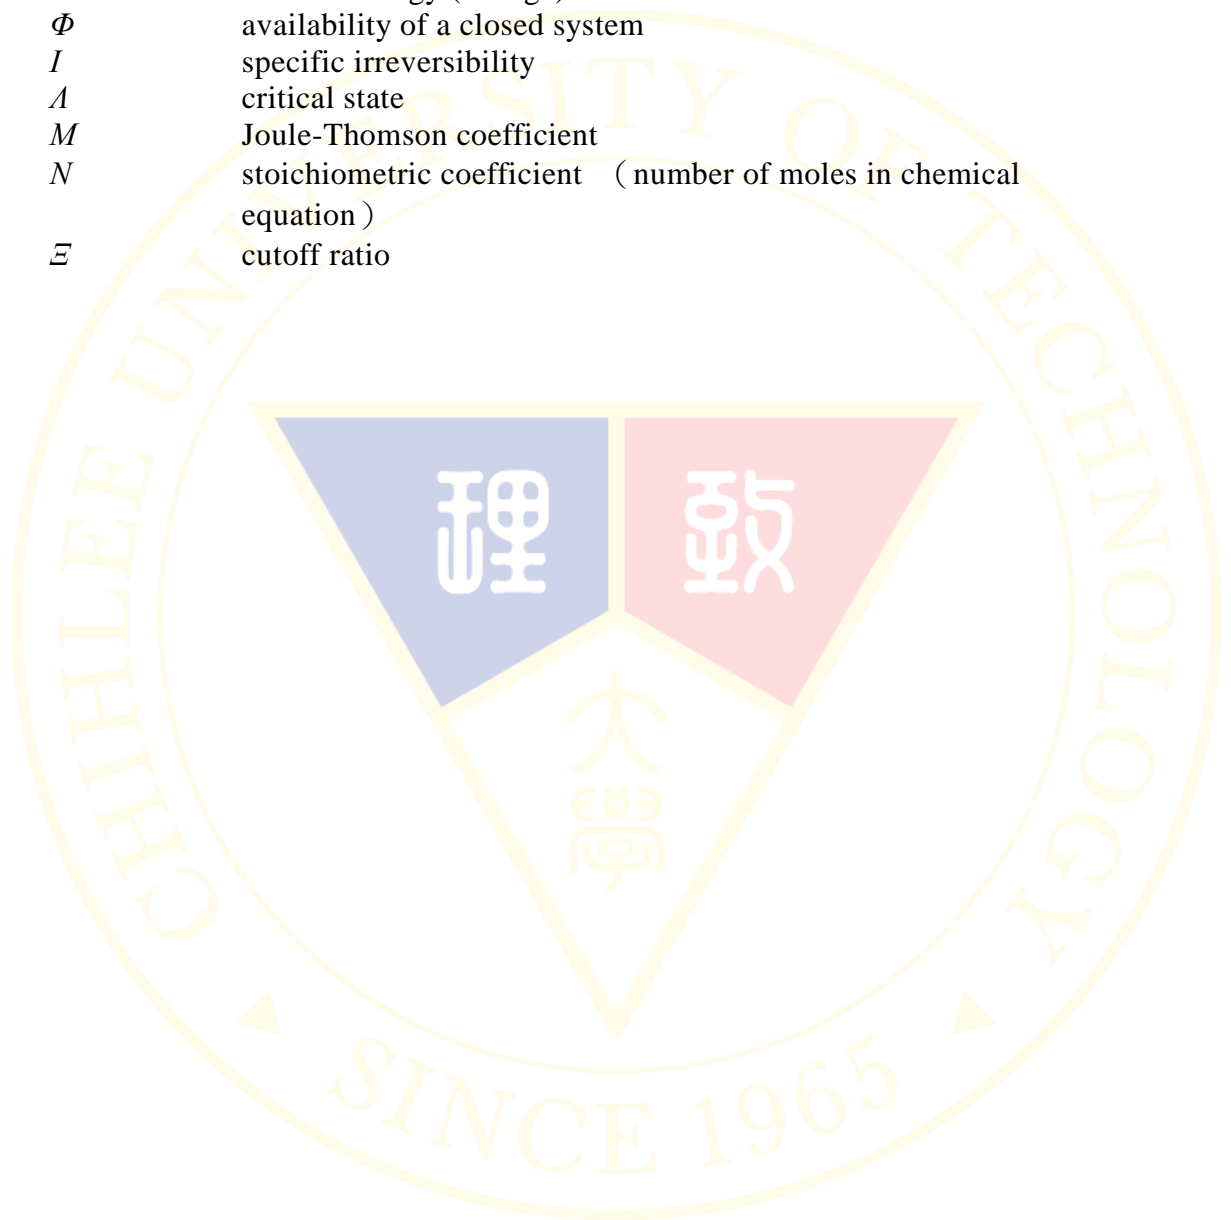 Φ availability of a closed system
I specific irreversibility
Λ critical state
M Joule-Thomson coefficient
N stoichiometric coefficient （number of moles in chemical
equation）
Ξ cutoff ratio
CHIHLEE UNIVERSITY OF TECHNOLOGY
理 致
大
學
SINCE 1965